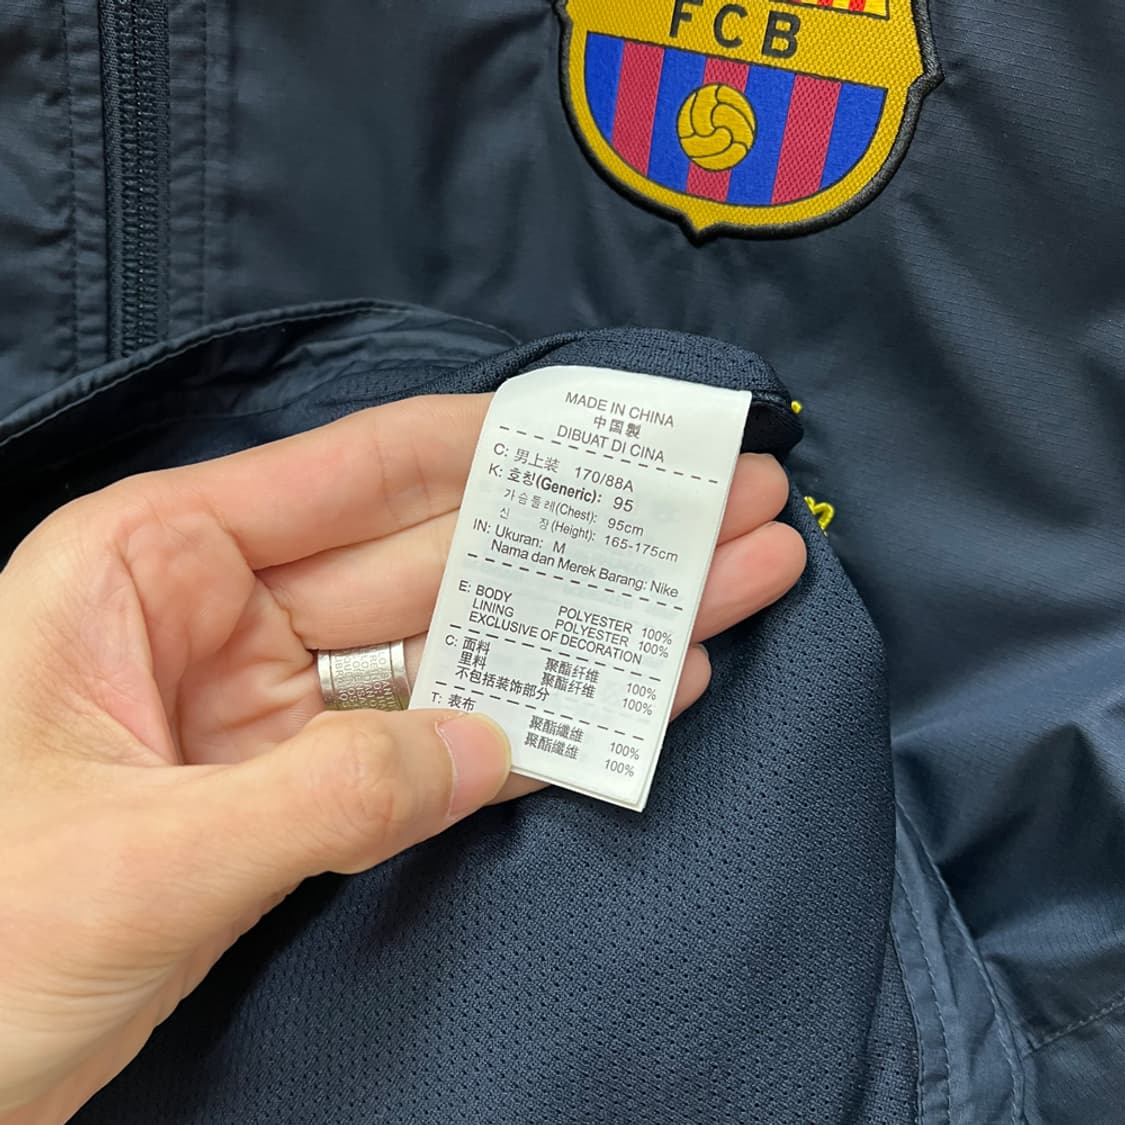 FCB
MADE IN CHINA
中国製
DIBUAT DI CINA
C: 男上装 170/88A
K: 호칭(Generic): 95
가슴둘레(Chest): 95cm
신 장(Height): 165-175cm
IN: Ukuran: M
Nama dan Merek Barang: Nike
E: BODY POLYESTER 100%
LINING POLYESTER 100%
EXCLUSIVE OF DECORATION
C: 面料 聚酯纤维 100%
里料 聚酯纤维 100%
不包括装饰部分
T: 表布 聚酯纖維 100%
聚酯纖維 100%